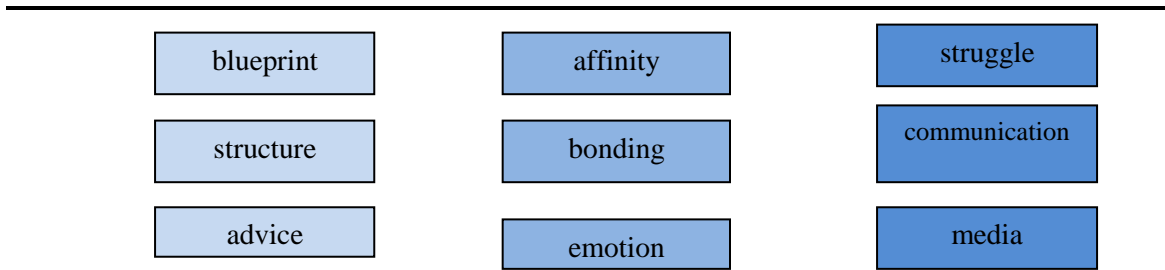 blueprint
affinity
struggle
structure
bonding
communication
advice
emotion
media